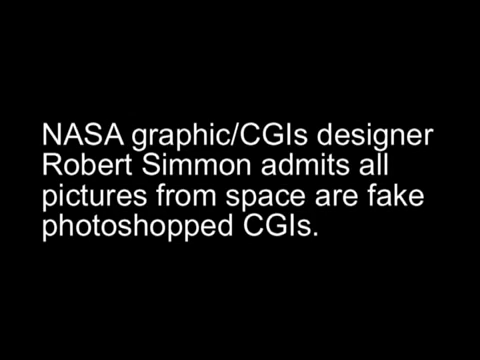 NASA graphic/CGIs designer
Robert Simmon admits all
pictures from space are fake
photoshopped CGIs.